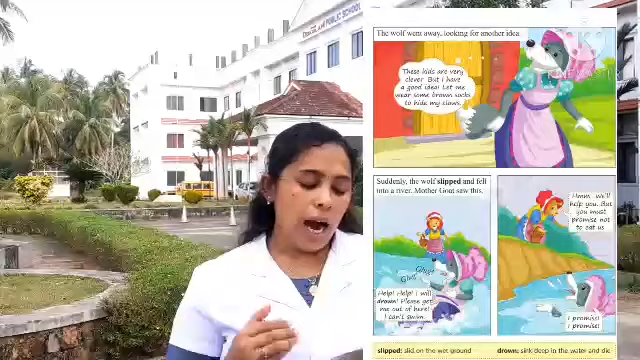 PUBLIC SCHOOL
The wolf went away, looking for another idea.
These kids are very
clever. But I have
a good idea! Let me
wear some brown socks
to hide my claws.
Suddenly, the wolf slipped and fell
into a river. Mother Goat saw this.
Glug!
Glug!
Help! Help! I will
drown! Please get
me out of here!
I can't swim.
Hmm. We'll
help you. But
you must
promise not
to eat us
I promise!
I promise!
slipped: slid on the wet ground
drown: sink deep in the water and die